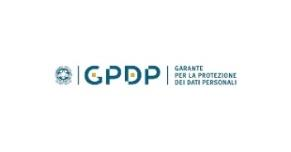 GPDP
GARANTE
PER LA PROTEZIONE
DEI DATI PERSONALI